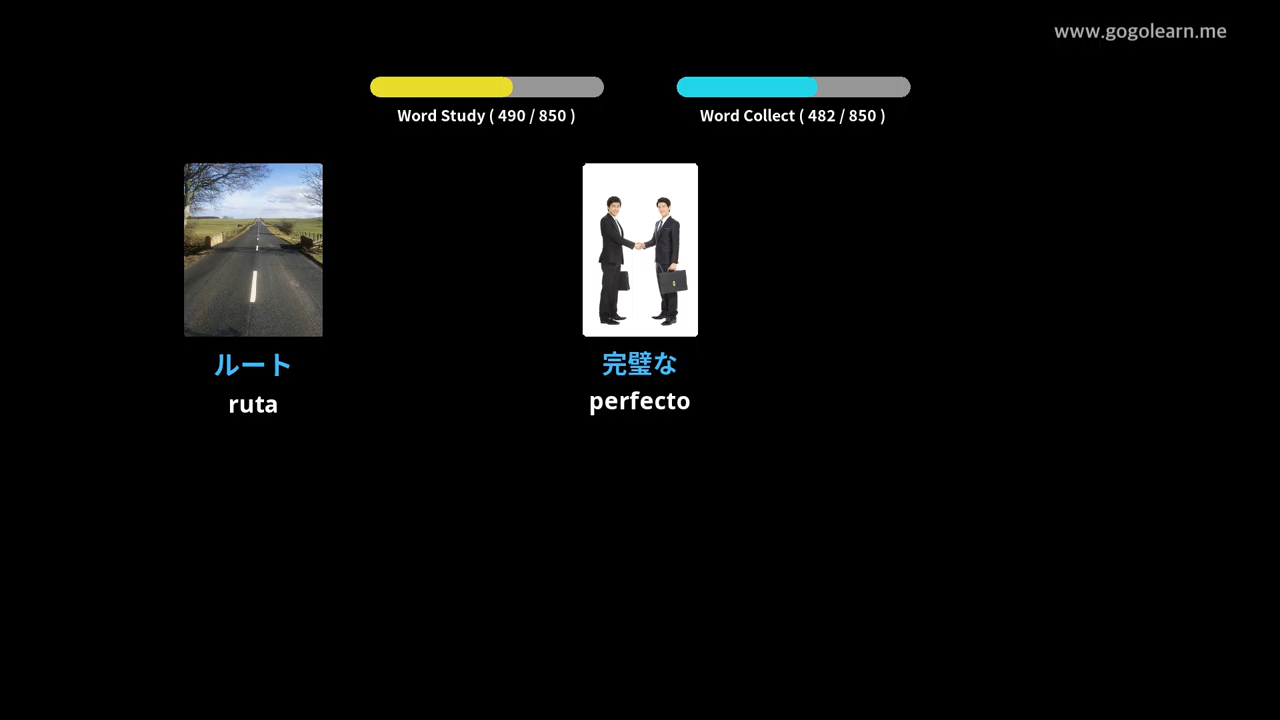 www.gogolearn.me
Word Study ( 490 / 850 )
Word Collect ( 482 / 850 )
ルート
ruta
完璧な
perfecto